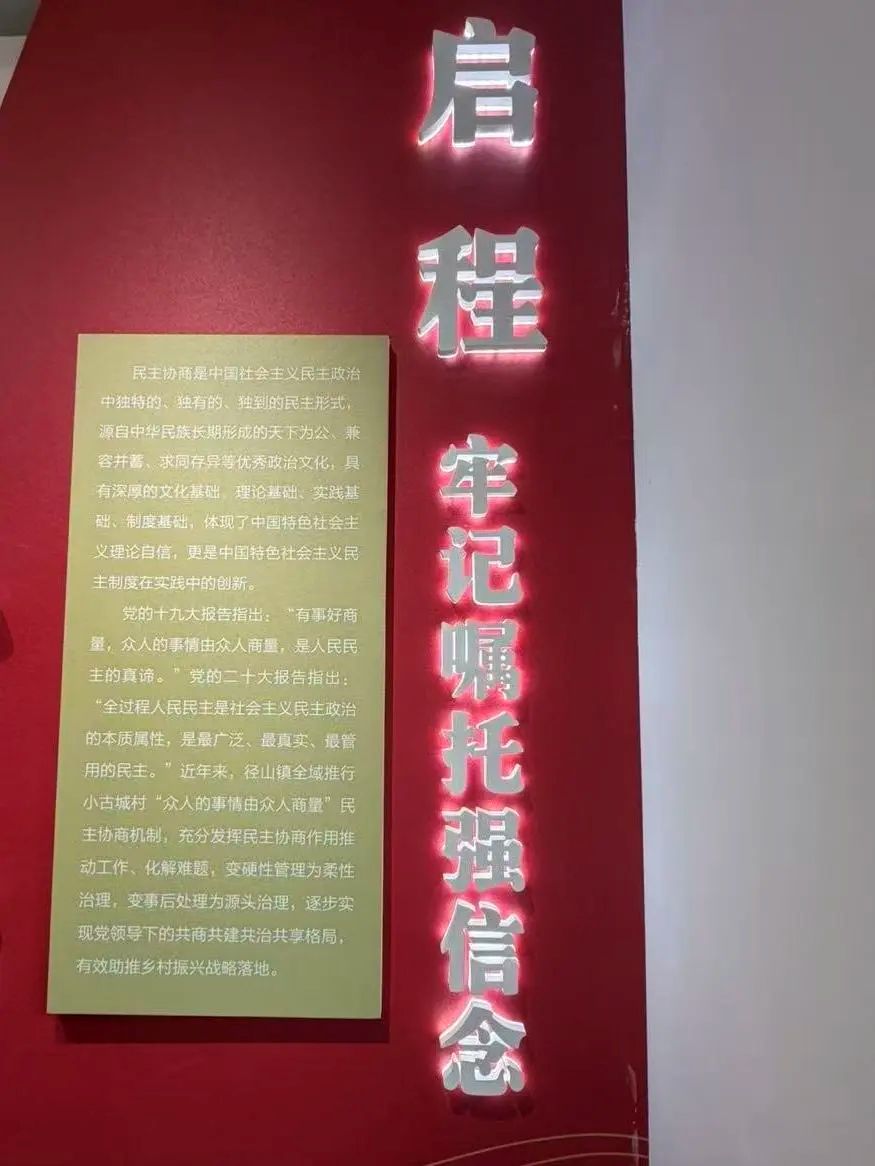 启程
牢记嘱托强信念
民主协商是中国社会主义民主政治
中独特的、独有的、独到的民主形式，
源自中华民族长期形成的天下为公、兼
容并蓄、求同存异等优秀政治文化，具
有深厚的文化基础、理论基础、实践基
础、制度基础，体现了中国特色社会主
义理论自信，更是中国特色社会主义民
主制度在实践中的创新。
党的十九大报告指出：“有事好商
量，众人的事情由众人商量，是人民民
主的真谛。”党的二十大报告指出：
“全过程人民民主是社会主义民主政治
的本质属性，是最广泛、最真实、最管
用的民主。”近年来，径山镇全域推行
小古城村“众人的事情由众人商量”民
主协商机制，充分发挥民主协商作用推
动工作、化解难题，变硬性管理为柔性
治理，变事后处理为源头治理，逐步实
现党领导下的共商共建共治共享格局，
有效助推乡村振兴战略落地。